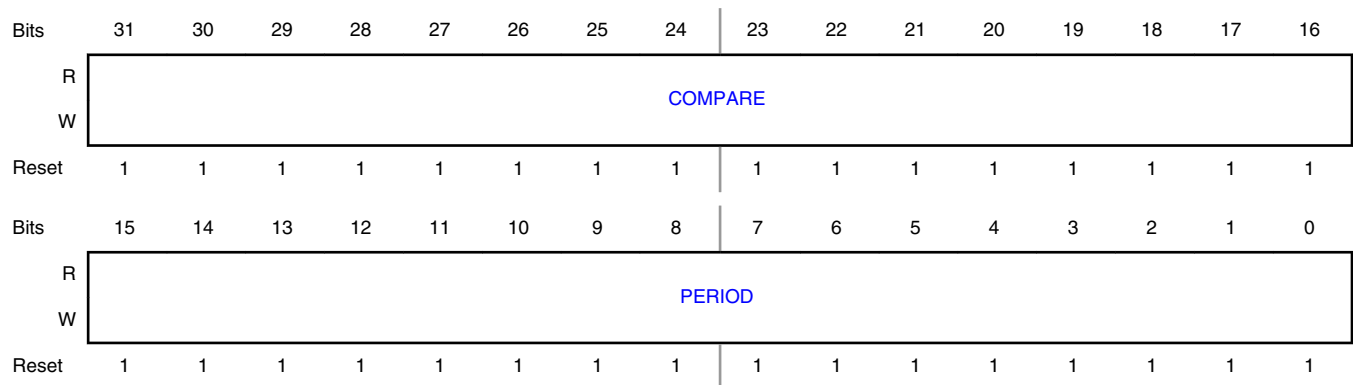 Bits 31 30 29 28 27 26 25 24 23 22 21 20 19 18 17 16
R
COMPARE
W
Reset 1 1 1 1 1 1 1 1 1 1 1 1 1 1 1 1
Bits 15 14 13 12 11 10 9 8 7 6 5 4 3 2 1 0
R
PERIOD
W
Reset 1 1 1 1 1 1 1 1 1 1 1 1 1 1 1 1